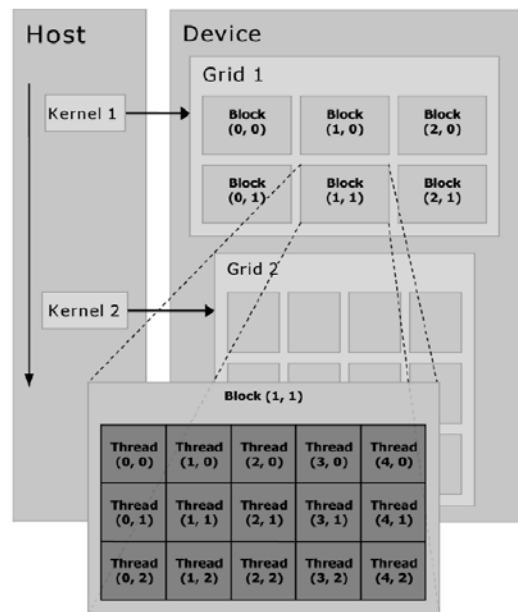 Host
Device
Grid 1
Kernel 1
Block Block Block
(0, 0) (1, 0) (2, 0)
Block Block Block
(0, 1) (1, 1) (2, 1)
Grid 2
Kernel 2
Block (1, 1)
Thread Thread Thread Thread Thread
(0, 0) (1, 0) (2, 0) (3, 0) (4, 0)
Thread Thread Thread Thread Thread
(0, 1) (1, 1) (2, 1) (3, 1) (4, 1)
Thread Thread Thread Thread Thread
(0, 2) (1, 2) (2, 2) (3, 2) (4, 2)